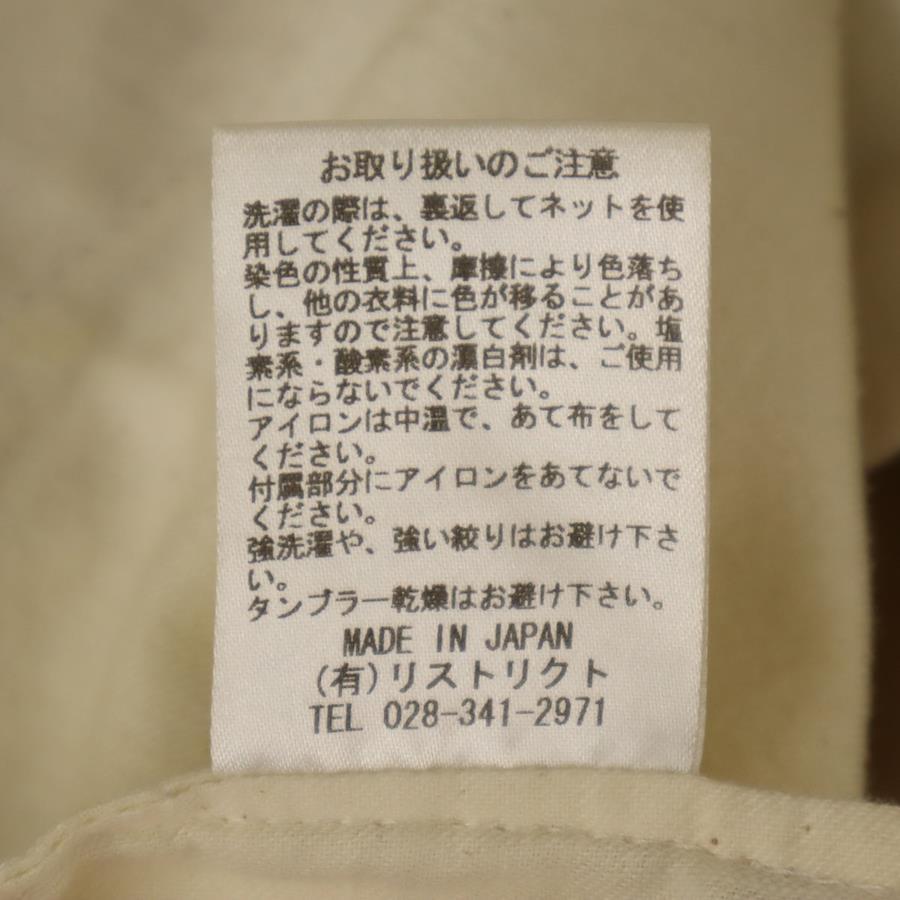 お取り扱いのご注意
洗濯の際は、裏返してネットを使
用してください。
染色の性質上、摩擦により色落ち
し、他の衣料に色が移ることがあ
りますので注意してください。塩
素系・酸素系の漂白剤は、ご使用
にならないでください。
アイロンは中温で、あて布をして
ください。
付属部分にアイロンをあてないで
ください。
強洗濯や、強い絞りはお避け下さ
い。
タンブラー乾燥はお避け下さい。
MADE IN JAPAN
(有)リストリクト
TEL 028-341-2971